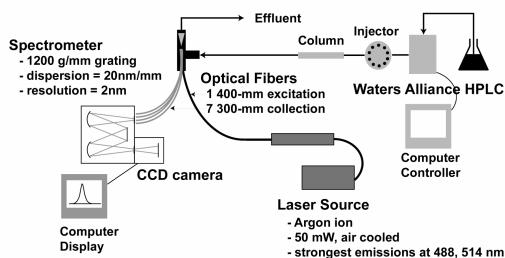 Effluent
Spectrometer
- 1200 g/mm grating
- dispersion = 20nm/mm
- resolution = 2nm
Column
Injector
Optical Fibers
1 400-mm excitation
7 300-mm collection
Waters Alliance HPLC
CCD camera
Computer
Controller
Computer
Display
Laser Source
- Argon ion
- 50 mW, air cooled
- strongest emissions at 488, 514 nm